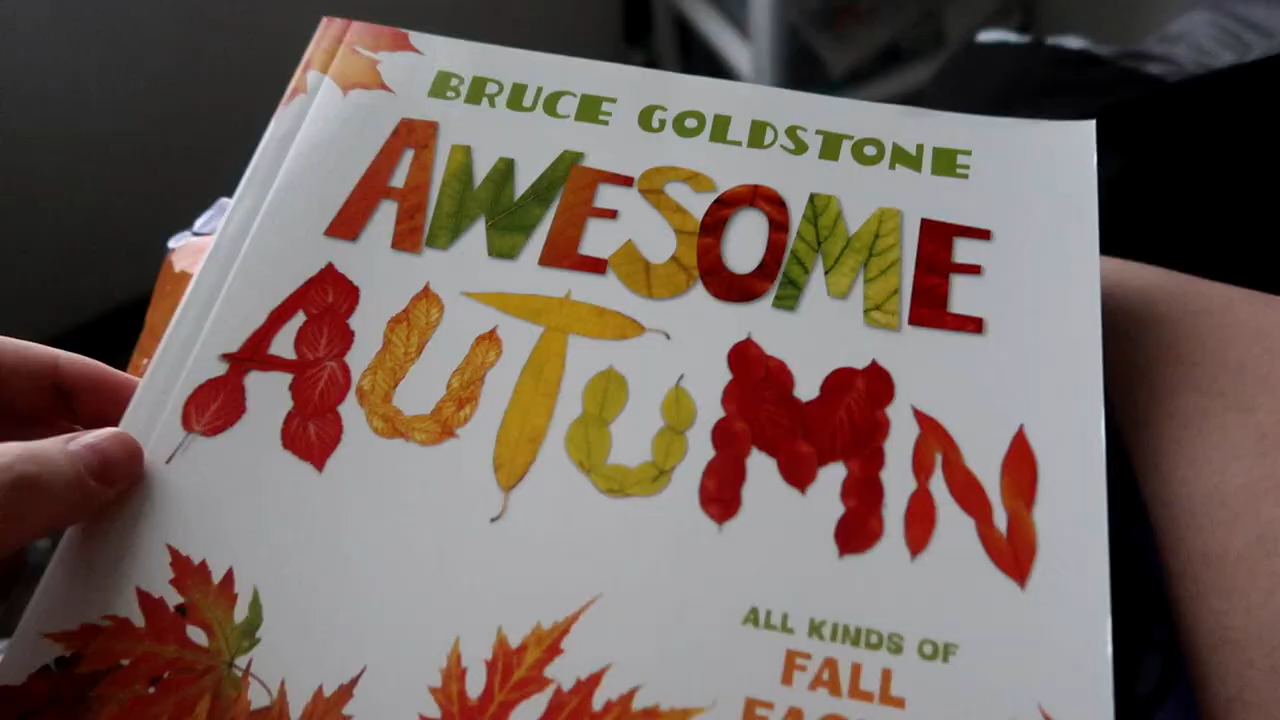 BRUCE GOLDSTONE
AWESOME
AUTUMN
ALL KINDS OF
FALL